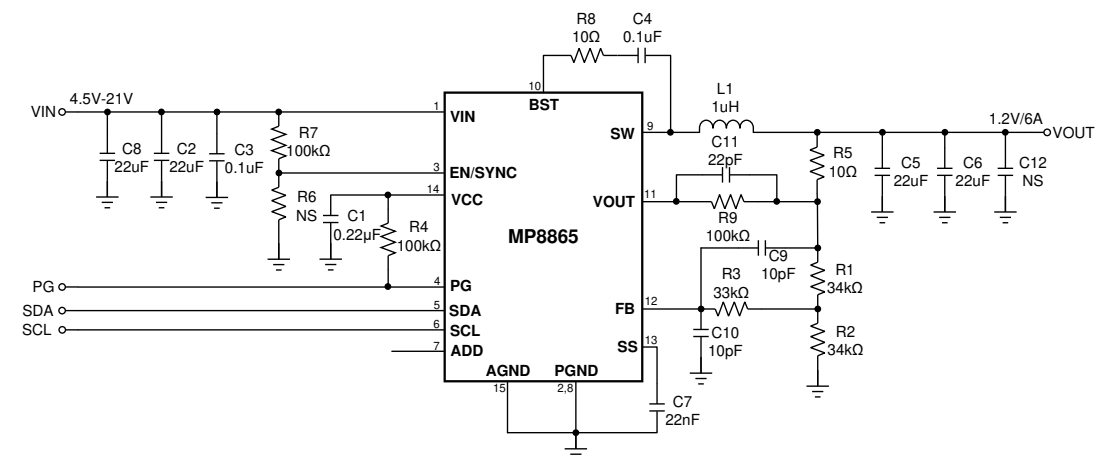 R8
10Ω
C4
0.1uF
10
BST
VIN
4.5V-21V
1
VIN
L1
1uH
SW
9
1.2V/6A
VOUT
C8
22uF
C2
22uF
C3
0.1uF
R7
100kΩ
C11
22pF
R5
10Ω
C5
22uF
C6
22uF
C12
NS
3
EN/SYNC
14
VCC
R6
NS
C1
0.22µF
R4
100kΩ
VOUT
11
R9
100kΩ
MP8865
C9
10pF
R1
34kΩ
R3
33kΩ
PG
4
PG
SDA
5
SDA
SCL
6
SCL
7
ADD
FB
12
C10
10pF
R2
34kΩ
SS
13
AGND
15
PGND
2,8
C7
22nF